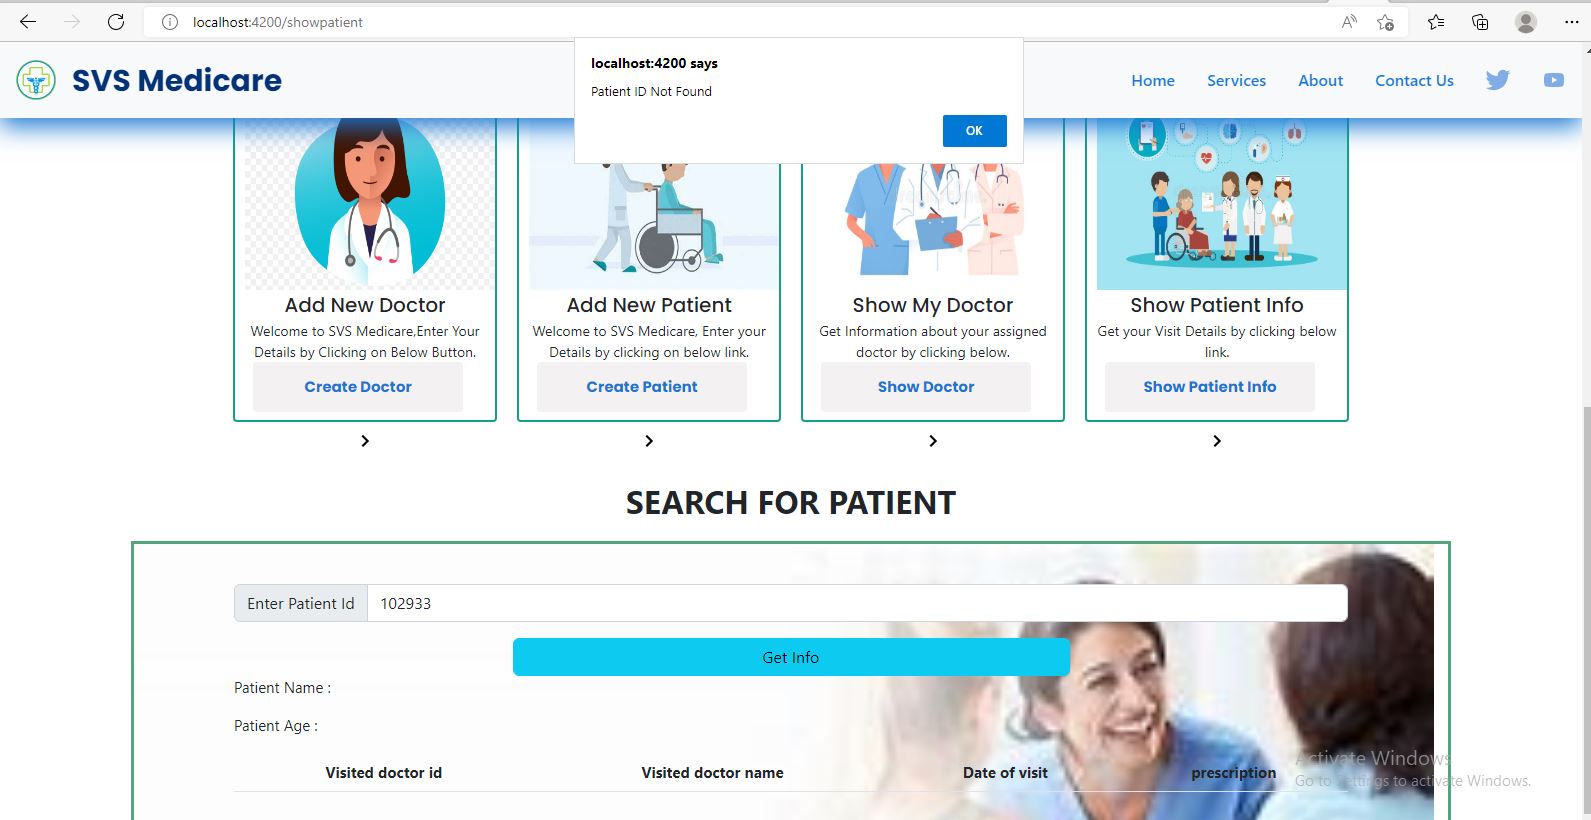 localhost:4200/showpatient
localhost:4200 says
Patient ID Not Found
OK
SVS Medicare
Home
Services
About
Contact Us
Add New Doctor
Welcome to SVS Medicare,Enter Your
Details by Clicking on Below Button.
Create Doctor
Add New Patient
Welcome to SVS Medicare, Enter your
Details by clicking on below link.
Create Patient
Show My Doctor
Get Information about your assigned
doctor by clicking below.
Show Doctor
Show Patient Info
Get your Visit Details by clicking below
link.
Show Patient Info
SEARCH FOR PATIENT
Enter Patient Id 102933
Get Info
Patient Name :
Patient Age :
Visited doctor id Visited doctor name Date of visit prescription
Activate Windows
Go to Settings to activate Windows.